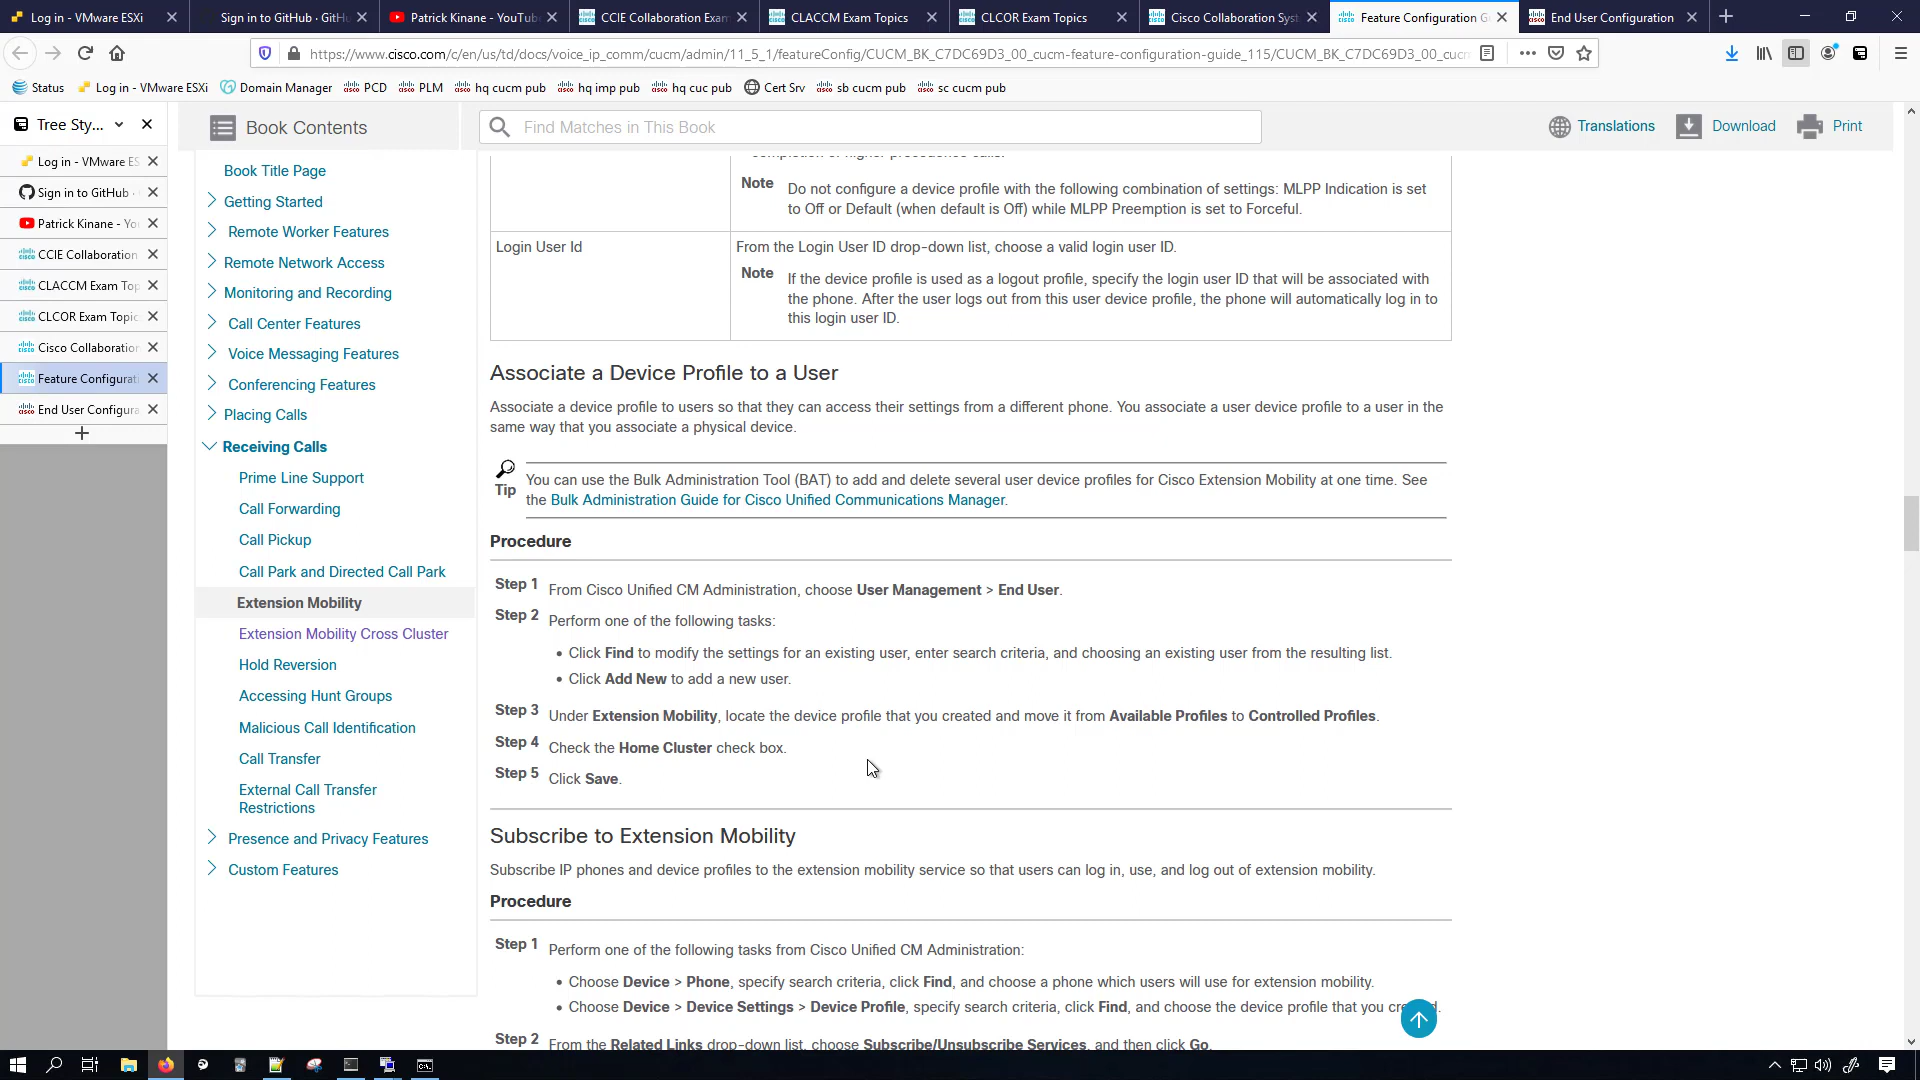 Log in - VMware ESXi
Sign in to GitHub · GitHu
Patrick Kinane - YouTub
CCIE Collaboration Exam
CLACCM Exam Topics
CLCOR Exam Topics
Cisco Collaboration Syst
Feature Configuration G
End User Configuration
https://www.cisco.com/c/en/us/td/docs/voice_ip_comm/cucm/admin/11_5_1/featureConfig/CUCM_BK_C7DC69D3_00_cucm-feature-configuration-guide_115/CUCM_BK_C7DC69D3_00_cucm
Status
Log in - VMware ESXi
Domain Manager
PCD
PLM
hq cucm pub
hq imp pub
hq cuc pub
Cert Srv
sb cucm pub
sc cucm pub
Tree Sty...
Log in - VMware ES
Sign in to GitHub ·
Patrick Kinane - Yo
CCIE Collaboration
CLACCM Exam Top
CLCOR Exam Topic
Cisco Collaboration
Feature Configurati
End User Configura
Book Contents
Find Matches in This Book
Translations
Download
Print
Book Title Page
Getting Started
Remote Worker Features
Remote Network Access
Monitoring and Recording
Call Center Features
Voice Messaging Features
Conferencing Features
Placing Calls
Receiving Calls
Prime Line Support
Call Forwarding
Call Pickup
Call Park and Directed Call Park
Extension Mobility
Extension Mobility Cross Cluster
Hold Reversion
Accessing Hunt Groups
Malicious Call Identification
Call Transfer
External Call Transfer
Restrictions
Presence and Privacy Features
Custom Features
completion of higher precedence calls.
Note Do not configure a device profile with the following combination of settings: MLPP Indication is set
to Off or Default (when default is Off) while MLPP Preemption is set to Forceful.
Login User Id
From the Login User ID drop-down list, choose a valid login user ID.
Note If the device profile is used as a logout profile, specify the login user ID that will be associated with
the phone. After the user logs out from this user device profile, the phone will automatically log in to
this login user ID.
Associate a Device Profile to a User
Associate a device profile to users so that they can access their settings from a different phone. You associate a user device profile to a user in the
same way that you associate a physical device.
Tip
You can use the Bulk Administration Tool (BAT) to add and delete several user device profiles for Cisco Extension Mobility at one time. See
the Bulk Administration Guide for Cisco Unified Communications Manager.
Procedure
Step 1 From Cisco Unified CM Administration, choose User Management > End User.
Step 2 Perform one of the following tasks:
• Click Find to modify the settings for an existing user, enter search criteria, and choosing an existing user from the resulting list.
• Click Add New to add a new user.
Step 3 Under Extension Mobility, locate the device profile that you created and move it from Available Profiles to Controlled Profiles.
Step 4 Check the Home Cluster check box.
Step 5 Click Save.
Subscribe to Extension Mobility
Subscribe IP phones and device profiles to the extension mobility service so that users can log in, use, and log out of extension mobility.
Procedure
Step 1 Perform one of the following tasks from Cisco Unified CM Administration:
• Choose Device > Phone, specify search criteria, click Find, and choose a phone which users will use for extension mobility.
• Choose Device > Device Settings > Device Profile, specify search criteria, click Find, and choose the device profile that you cr d.
Step 2 From the Related Links drop-down list, choose Subscribe/Unsubscribe Services, and then click Go.